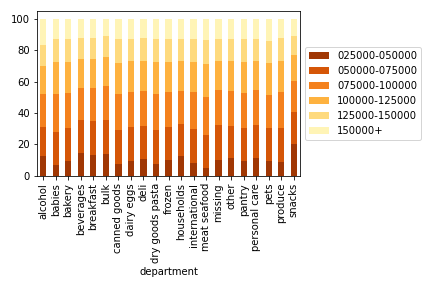 100
80
60
40
20
0
alcohol
babies
bakery
beverages
breakfast
bulk
canned goods
dairy eggs
deli
dry goods pasta
frozen
households
international
meat seafood
missing
other
pantry
personal care
pets
produce
snacks
department
025000-050000
050000-075000
075000-100000
100000-125000
125000-150000
150000+